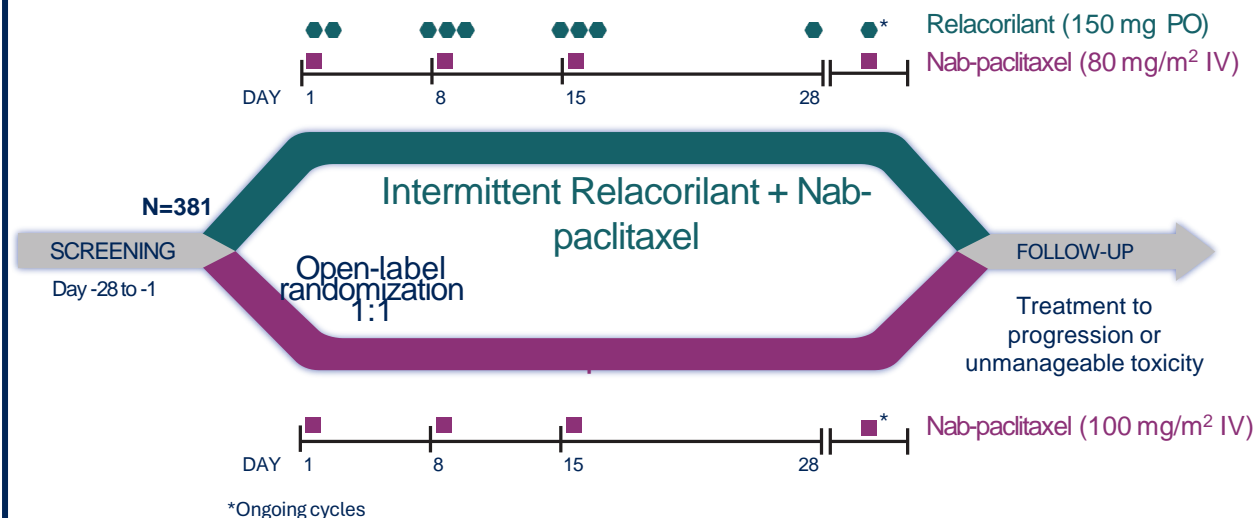 Relacorilant (150 mg PO)
*
Nab-paclitaxel (80 mg/m² IV)
DAY 1 8 15 28
N=381
Intermittent Relacorilant + Nab-
paclitaxel
SCREENING
Day -28 to -1
Open-label
randomization
1:1
FOLLOW-UP
Treatment to
progression or
unmanageable toxicity
*
Nab-paclitaxel (100 mg/m² IV)
DAY 1 8 15 28
*Ongoing cycles